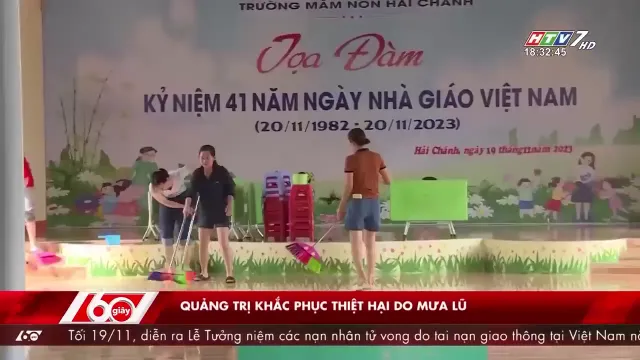 TRƯỜNG MẦM NON HẢI CHÁNH
HTV7 HD
18:32:45
Tọa Đàm
KỶ NIỆM 41 NĂM NGÀY NHÀ GIÁO VIỆT NAM
(20/11/1982 - 20/11/2023)
Hải Chánh, ngày 19 tháng 11 năm 2023
60 giây
QUẢNG TRỊ KHẮC PHỤC THIỆT HẠI DO MƯA LŨ
60 giây Tối 19/11, diễn ra Lễ Tưởng niệm các nạn nhân tử vong do tai nạn giao thông tại Việt Nam n